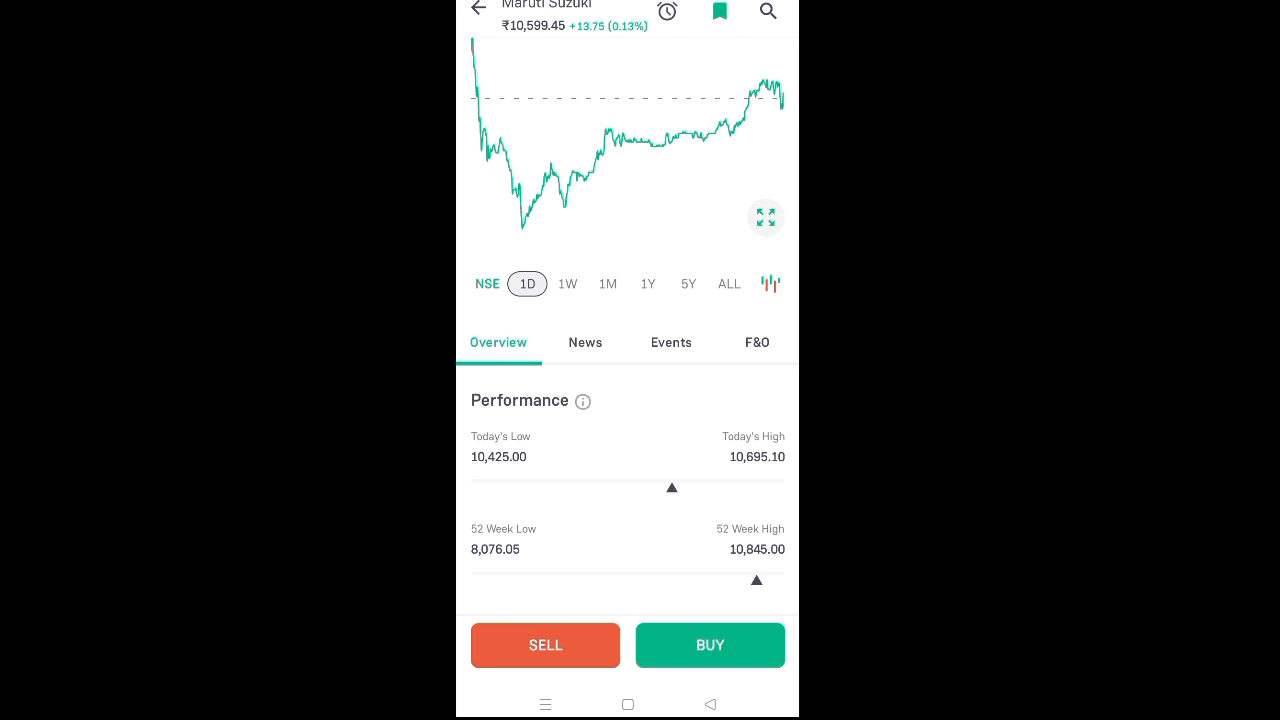 Maruti Suzuki
₹10,599.45 +13.75 (0.13%)
NSE 1D 1W 1M 1Y 5Y ALL
Overview News Events F&O
Performance
Today's Low Today's High
10,425.00 10,695.10
52 Week Low 52 Week High
8,076.05 10,845.00
SELL BUY